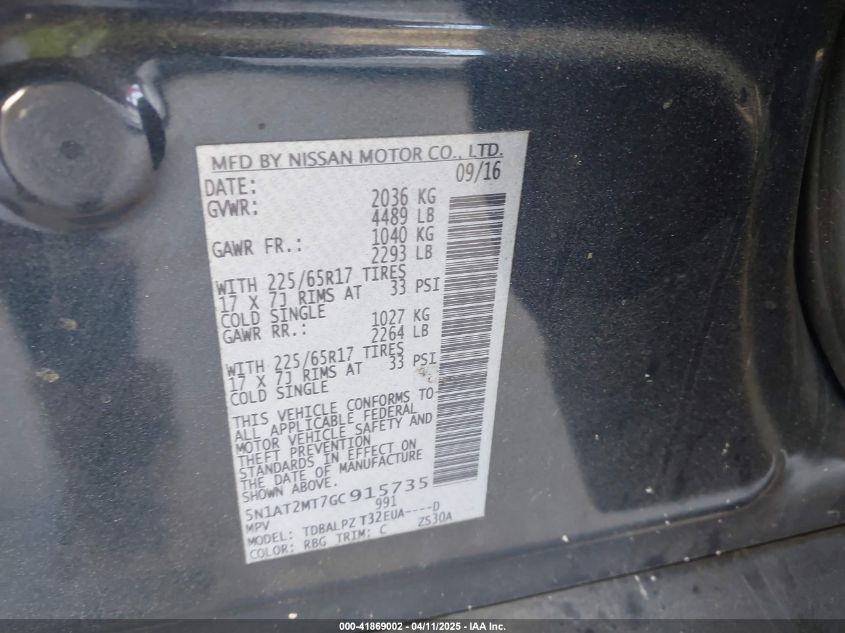 MFD BY NISSAN MOTOR CO., LTD.
DATE: 09/16
GVWR: 2036 KG
4489 LB
GAWR FR.: 1040 KG
2293 LB
WITH 225/65R17 TIRES
17 X 7J RIMS AT 33 PSI
COLD SINGLE
GAWR RR.: 1027 KG
2264 LB
WITH 225/65R17 TIRES
17 X 7J RIMS AT 33 PSI
COLD SINGLE
THIS VEHICLE CONFORMS TO
ALL APPLICABLE FEDERAL
MOTOR VEHICLE SAFETY AND
THEFT PREVENTION
STANDARDS IN EFFECT ON
THE DATE OF MANUFACTURE
SHOWN ABOVE.
5N1AT2MT7GC915735
MPV 991
MODEL: TDBALPZ T32EUA----D
COLOR: RBG TRIM: C ZS30A
000-41869002 - 04/11/2025 - IAA Inc.